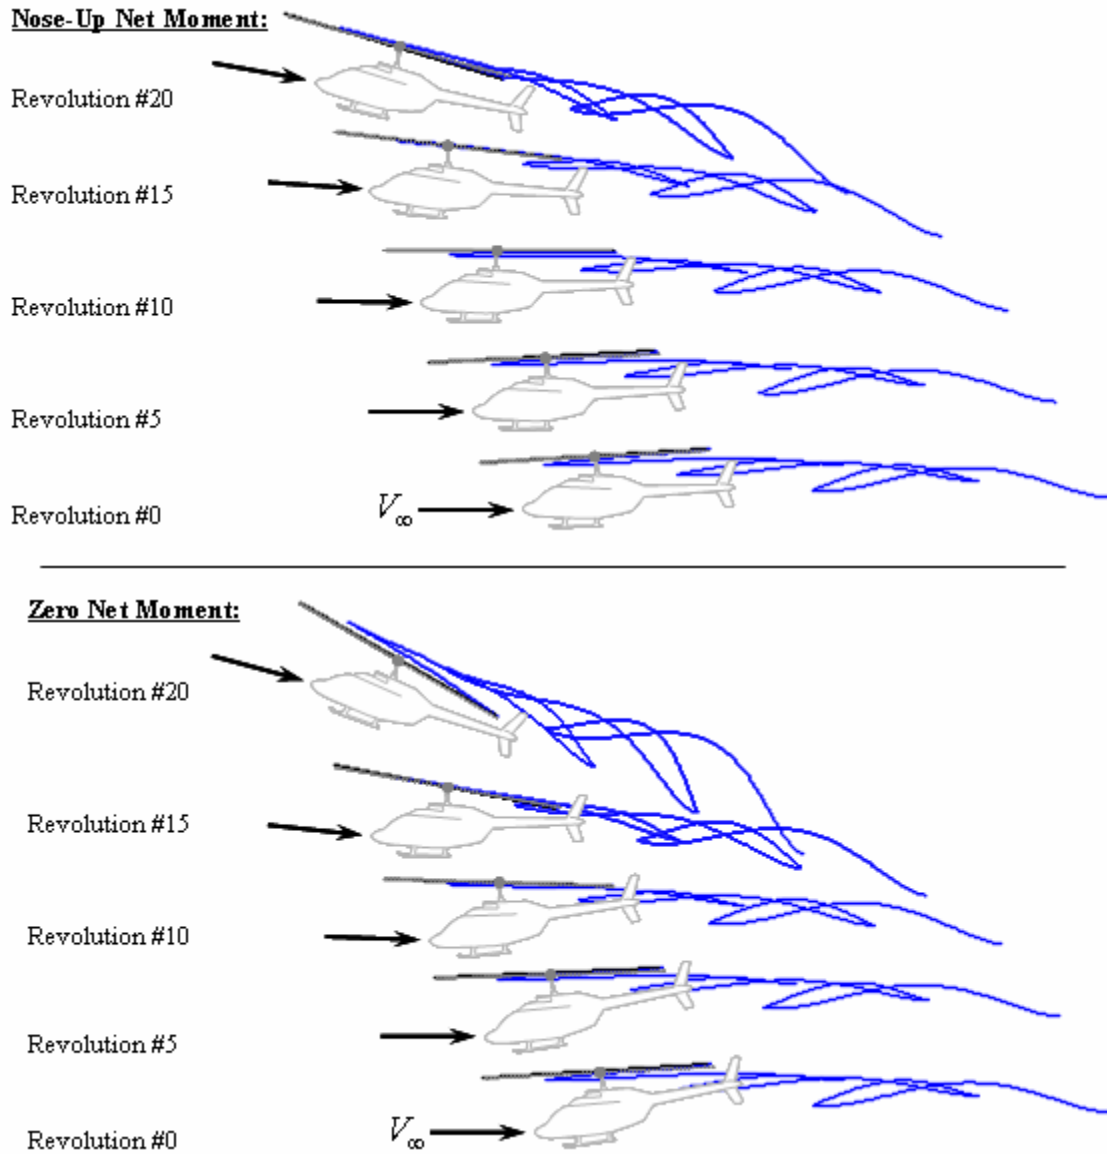 Nose-Up Net Moment:
Revolution #20
Revolution #15
Revolution #10
Revolution #5
Revolution #0
V∞
Zero Net Moment:
Revolution #20
Revolution #15
Revolution #10
Revolution #5
Revolution #0
V∞